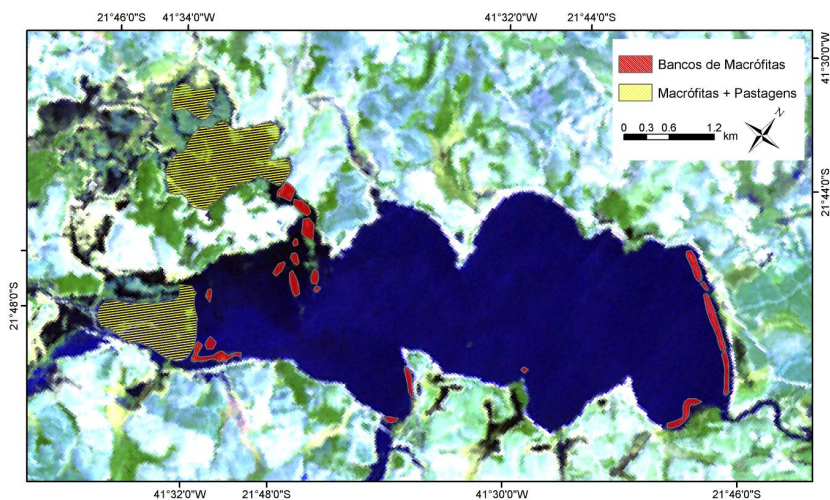 21°46'0"S 41°34'0"W 41°32'0"W 21°44'0"S
41°30'0"W
Bancos de Macrófitas
Macrófitas + Pastagens
N
0 0.3 0.6 1.2
km
21°44'0"S
21°48'0"S
41°32'0"W 21°48'0"S 41°30'0"W 21°46'0"W